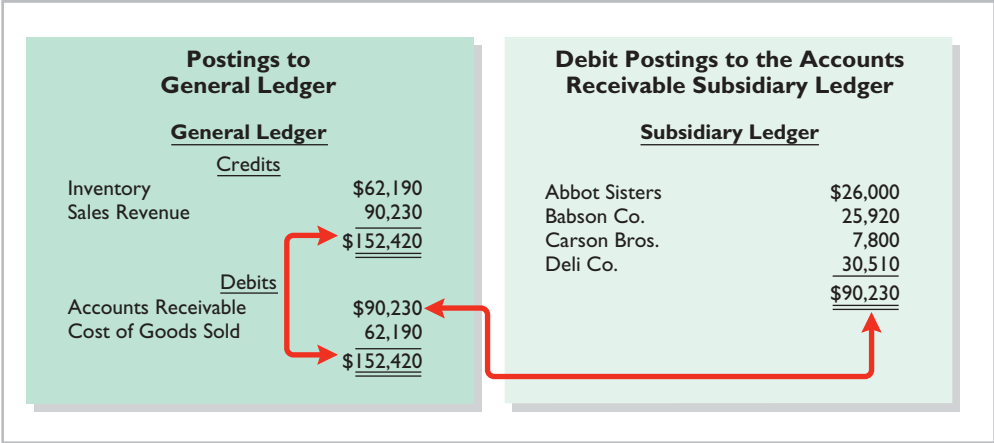 Postings to
General Ledger
General Ledger
Credits
Inventory $62,190
Sales Revenue 90,230
$152,420
Debits
Accounts Receivable $90,230
Cost of Goods Sold 62,190
$152,420
Debit Postings to the Accounts
Receivable Subsidiary Ledger
Subsidiary Ledger
Abbot Sisters $26,000
Babson Co. 25,920
Carson Bros. 7,800
Deli Co. 30,510
$90,230